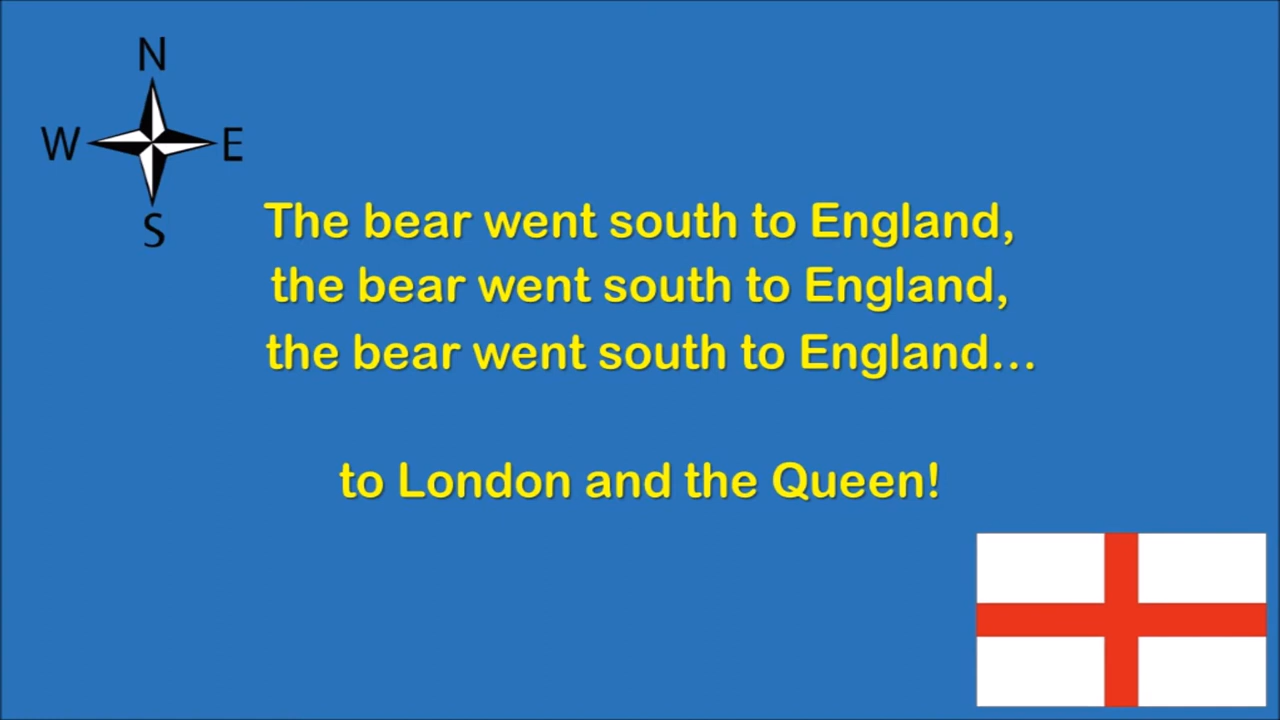 N
W E
S
The bear went south to England,
the bear went south to England,
the bear went south to England...
to London and the Queen!